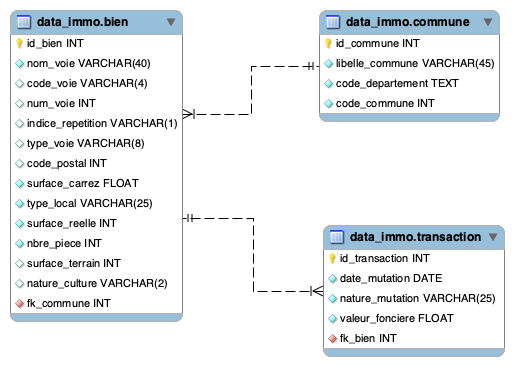 data_immo.bien
id_bien INT
nom_voie VARCHAR(40)
code_voie VARCHAR(4)
num_voie INT
indice_repetition VARCHAR(1)
type_voie VARCHAR(8)
code_postal INT
surface_carrez FLOAT
type_local VARCHAR(25)
surface_reelle INT
nbre_piece INT
surface_terrain INT
nature_culture VARCHAR(2)
fk_commune INT
data_immo.commune
id_commune INT
libelle_commune VARCHAR(45)
code_departement TEXT
code_commune INT
data_immo.transaction
id_transaction INT
date_mutation DATE
nature_mutation VARCHAR(25)
valeur_fonciere FLOAT
fk_bien INT